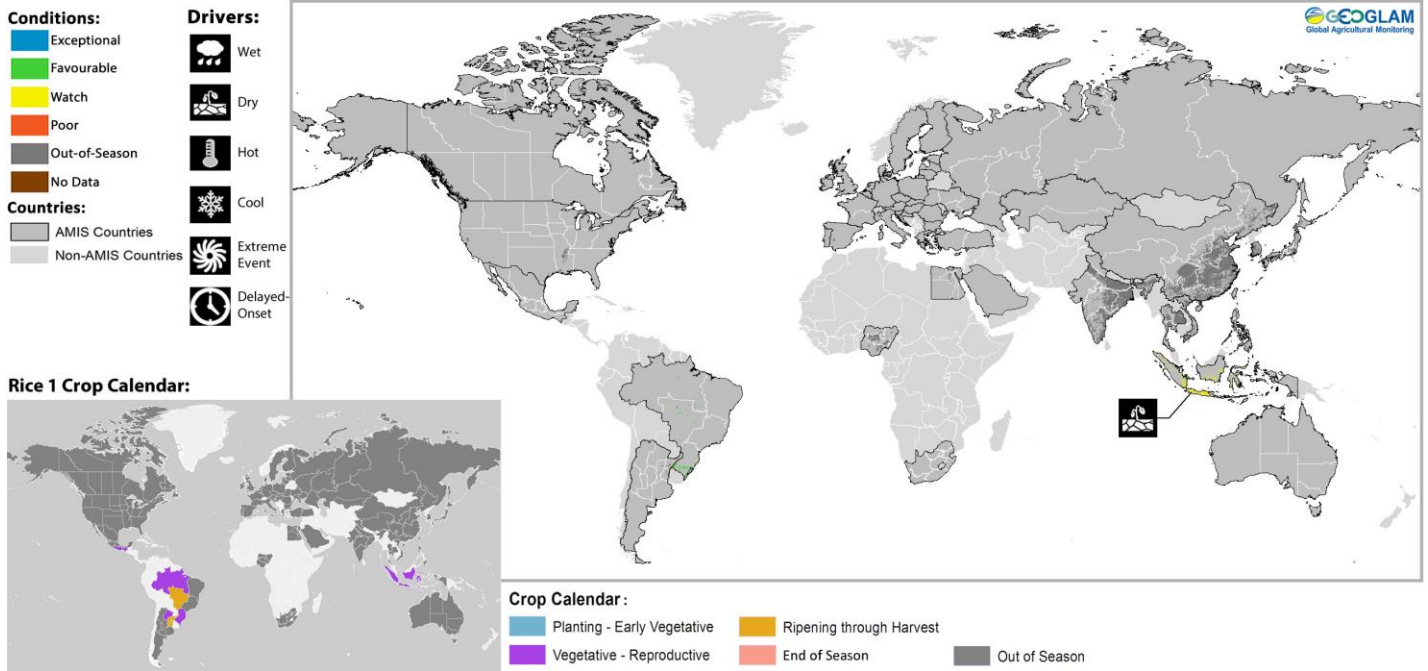 Conditions:
Exceptional
Favourable
Watch
Poor
Out-of-Season
No Data
Countries:
AMIS Countries
Non-AMIS Countries
Drivers:
Wet
Dry
Hot
Cool
Extreme
Event
Delayed-
Onset
GEOGLAM
Global Agricultural Monitoring
Rice 1 Crop Calendar:
Crop Calendar :
Planting - Early Vegetative
Vegetative - Reproductive
Ripening through Harvest
End of Season
Out of Season